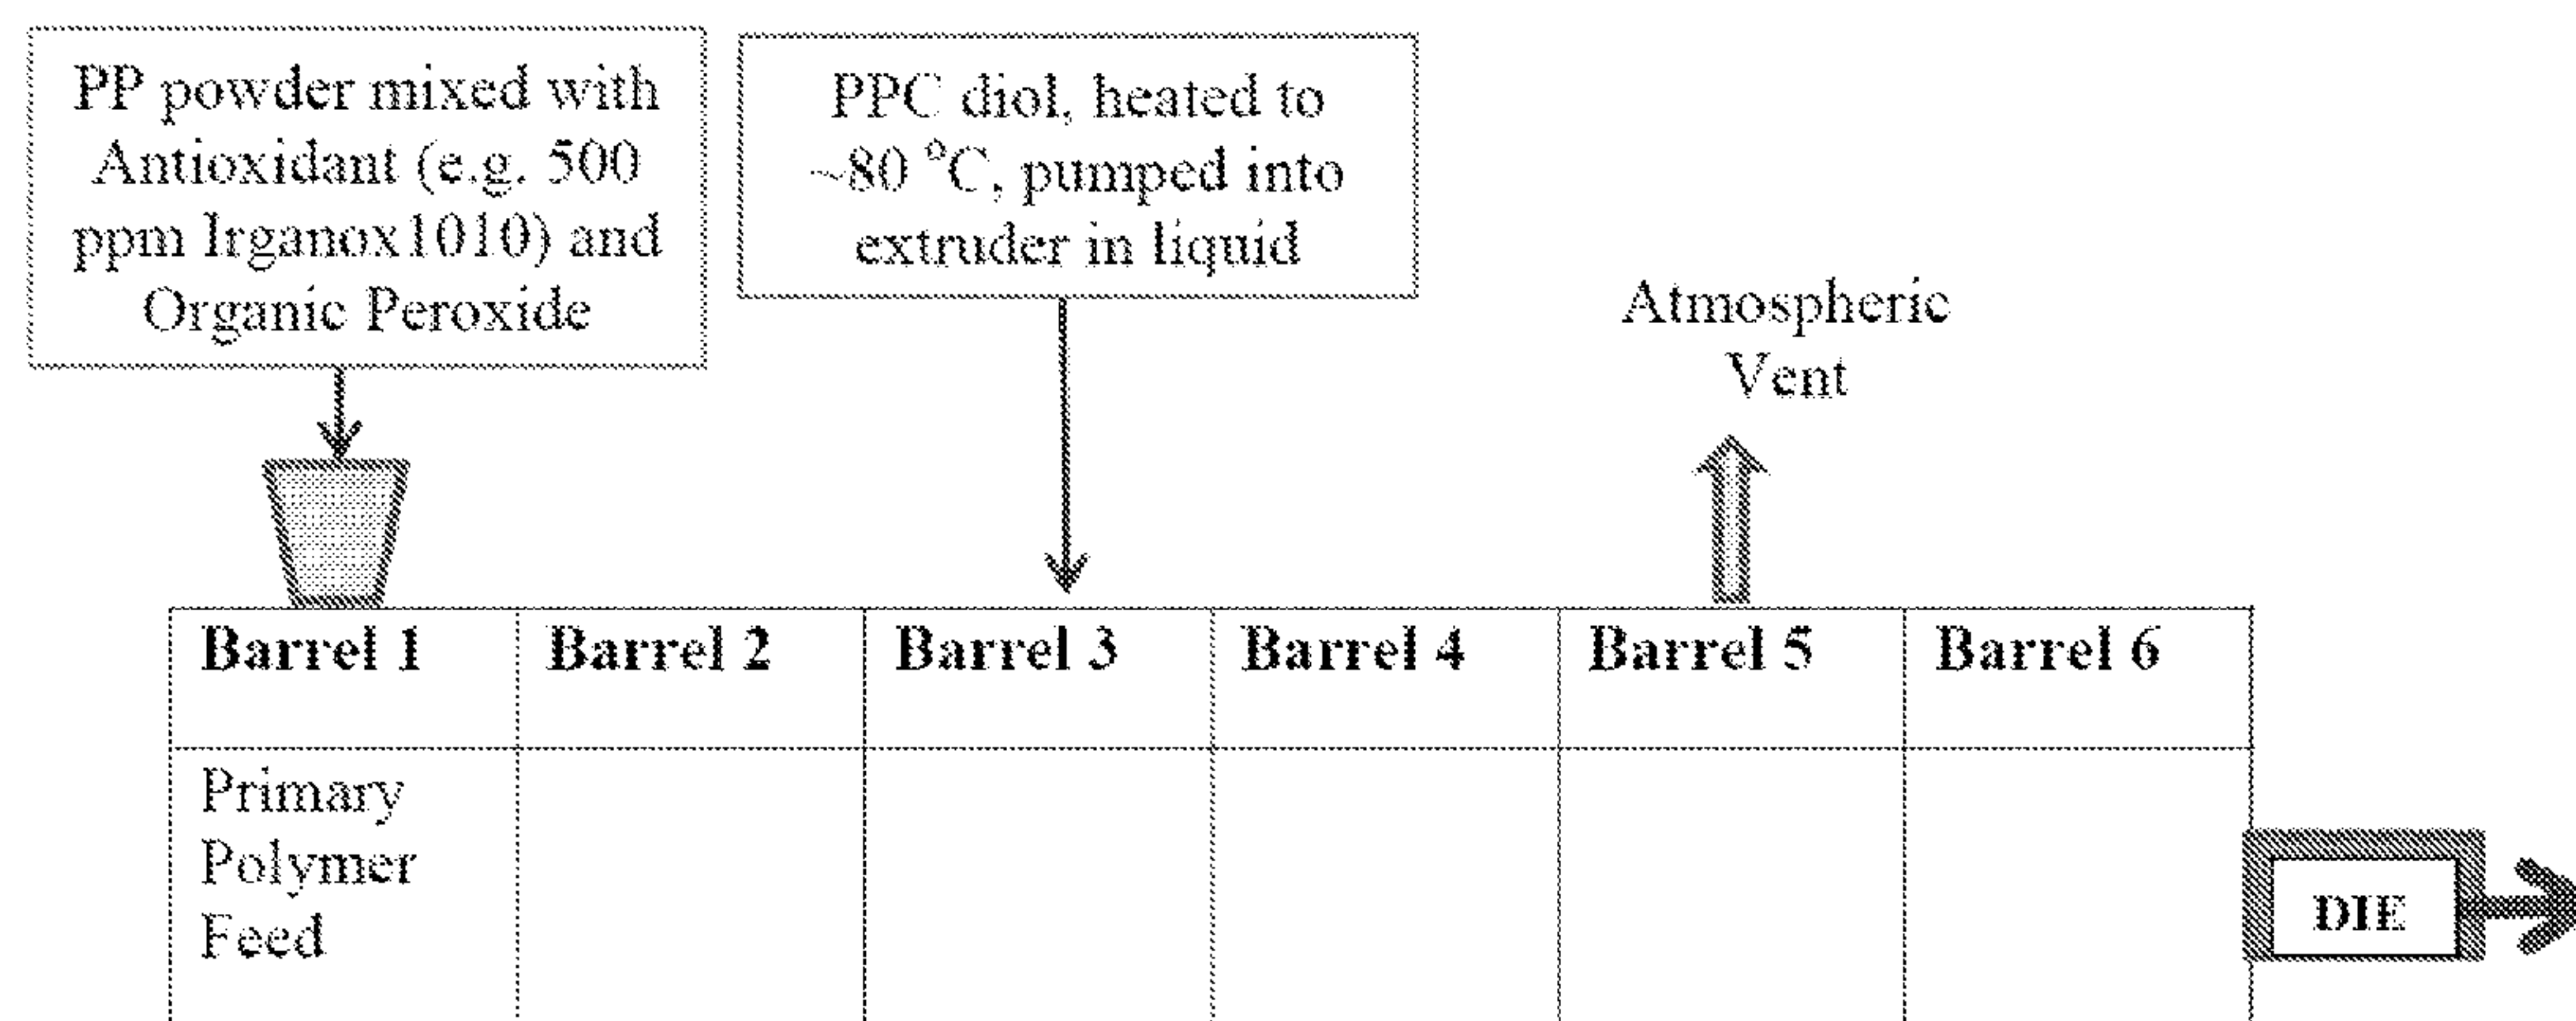 PP powder mixed with
Antioxidant (e.g. 500
ppm Irganox1010) and
Organic Peroxide
PPC diol, heated to
~80 °C, pumped into
extruder in liquid
Atmospheric
Vent
Barrel 1
Barrel 2
Barrel 3
Barrel 4
Barrel 5
Barrel 6
Primary
Polymer
Feed
DIE